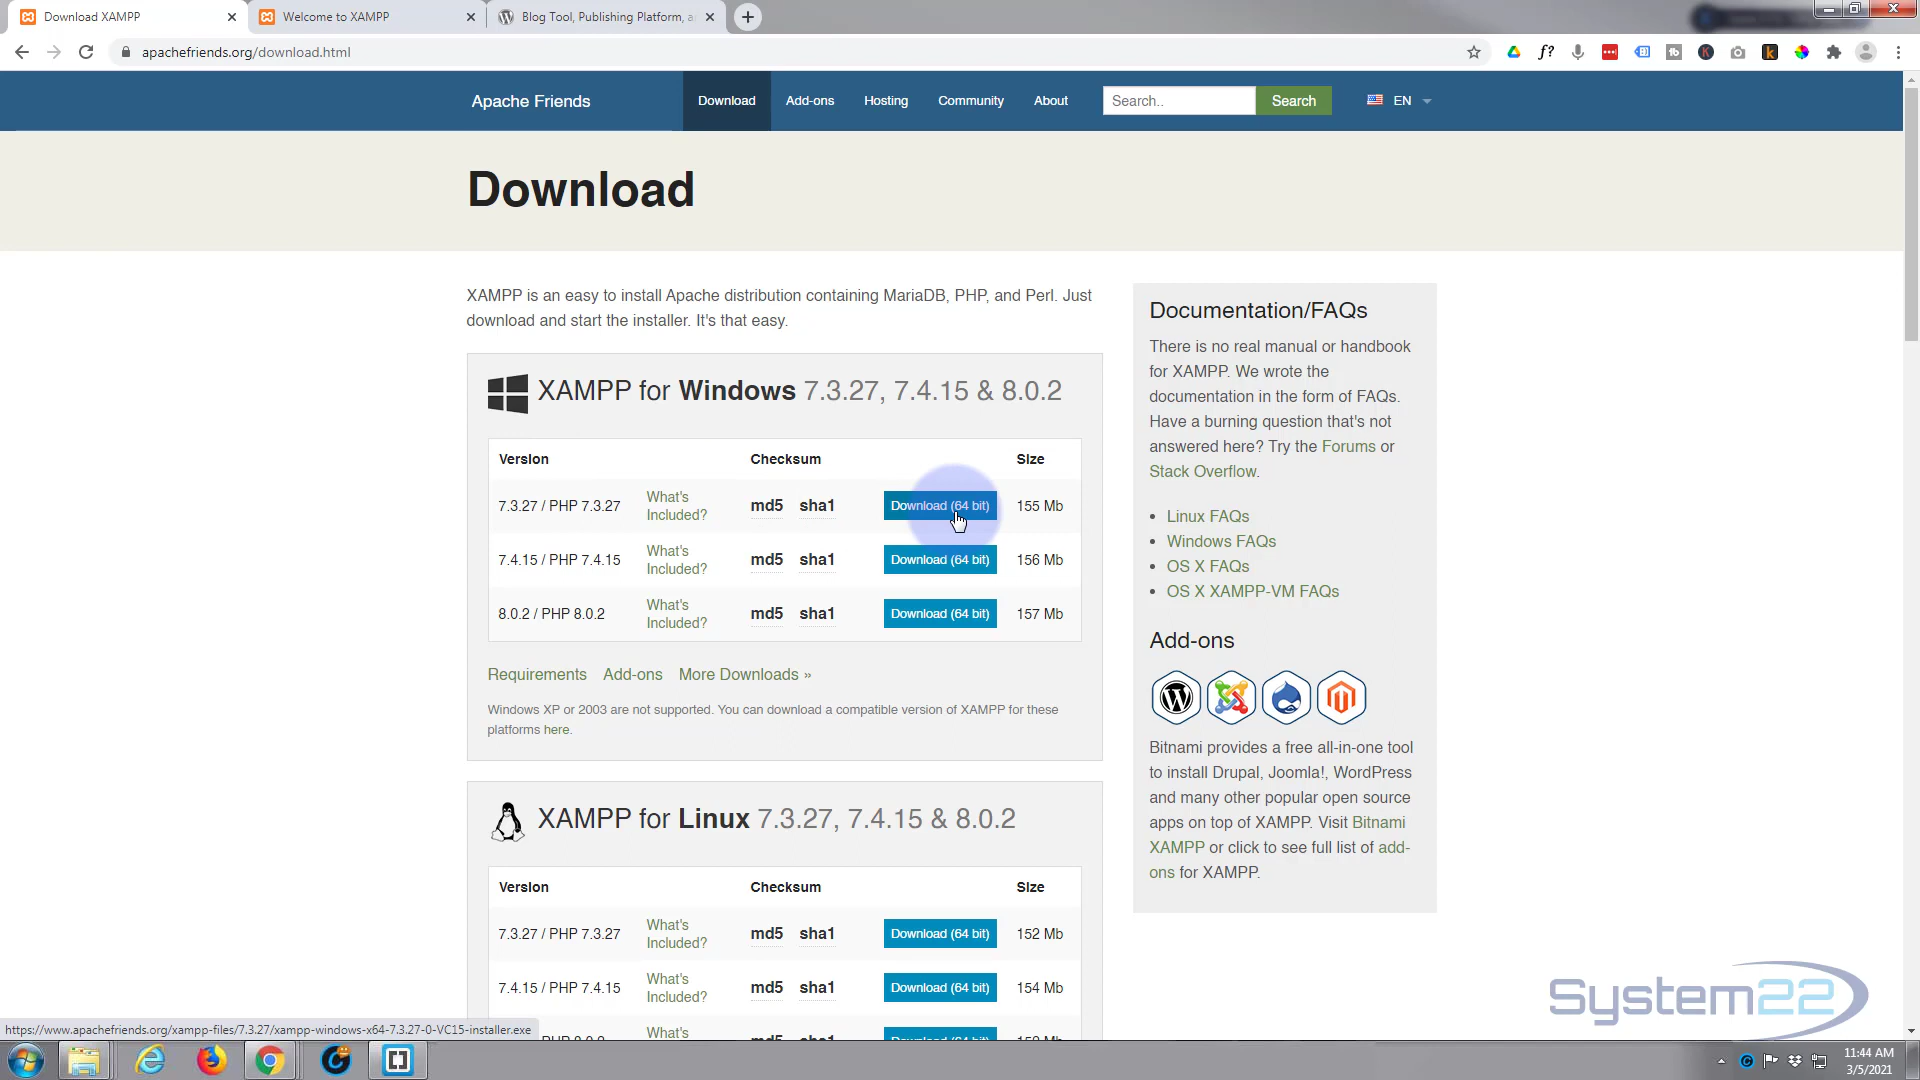 Download XAMPP
Welcome to XAMPP
Blog Tool, Publishing Platform, a
apachefriends.org/download.html
Apache Friends
Download
Add-ons
Hosting
Community
About
Search..
Search
EN
Download
XAMPP is an easy to install Apache distribution containing MariaDB, PHP, and Perl. Just
download and start the installer. It's that easy.
XAMPP for Windows 7.3.27, 7.4.15 & 8.0.2
Version Checksum Size
7.3.27 / PHP 7.3.27 What's Included? md5 sha1 Download (64 bit) 155 Mb
7.4.15 / PHP 7.4.15 What's Included? md5 sha1 Download (64 bit) 156 Mb
8.0.2 / PHP 8.0.2 What's Included? md5 sha1 Download (64 bit) 157 Mb
Requirements Add-ons More Downloads »
Windows XP or 2003 are not supported. You can download a compatible version of XAMPP for these
platforms here.
XAMPP for Linux 7.3.27, 7.4.15 & 8.0.2
Version Checksum Size
7.3.27 / PHP 7.3.27 What's Included? md5 sha1 Download (64 bit) 152 Mb
7.4.15 / PHP 7.4.15 What's Included? md5 sha1 Download (64 bit) 154 Mb
What's
Documentation/FAQs
There is no real manual or handbook
for XAMPP. We wrote the
documentation in the form of FAQs.
Have a burning question that's not
answered here? Try the Forums or
Stack Overflow.
• Linux FAQs
• Windows FAQs
• OS X FAQs
• OS X XAMPP-VM FAQs
Add-ons
Bitnami provides a free all-in-one tool
to install Drupal, Joomla!, WordPress
and many other popular open source
apps on top of XAMPP. Visit Bitnami
XAMPP or click to see full list of add-
ons for XAMPP.
System22
https://www.apachefriends.org/xampp-files/7.3.27/xampp-windows-x64-7.3.27-0-VC15-installer.exe
11:44 AM
3/5/2021